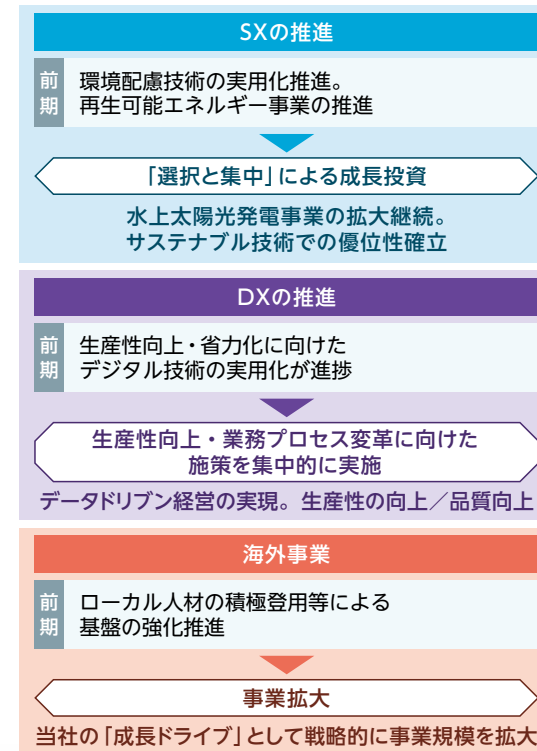 SXの推進
前期
環境配慮技術の実用化推進。
再生可能エネルギー事業の推進
「選択と集中」による成長投資
水上太陽光発電事業の拡大継続。
サステナブル技術での優位性確立
DXの推進
前期
生産性向上・省力化に向けた
デジタル技術の実用化が進捗
生産性向上・業務プロセス変革に向けた
施策を集中的に実施
データドリブン経営の実現。生産性の向上／品質向上
海外事業
前期
ローカル人材の積極登用等による
基盤の強化推進
事業拡大
当社の「成長ドライブ」として戦略的に事業規模を拡大